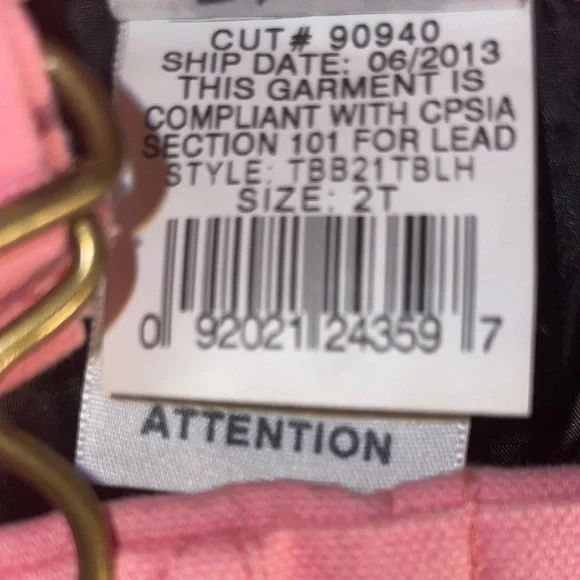 CUT# 90940
SHIP DATE: 06/2013
THIS GARMENT IS
COMPLIANT WITH CPSIA
SECTION 101 FOR LEAD
STYLE: TBB21TBLH
SIZE: 2T
0 92021 24359 7
ATTENTION